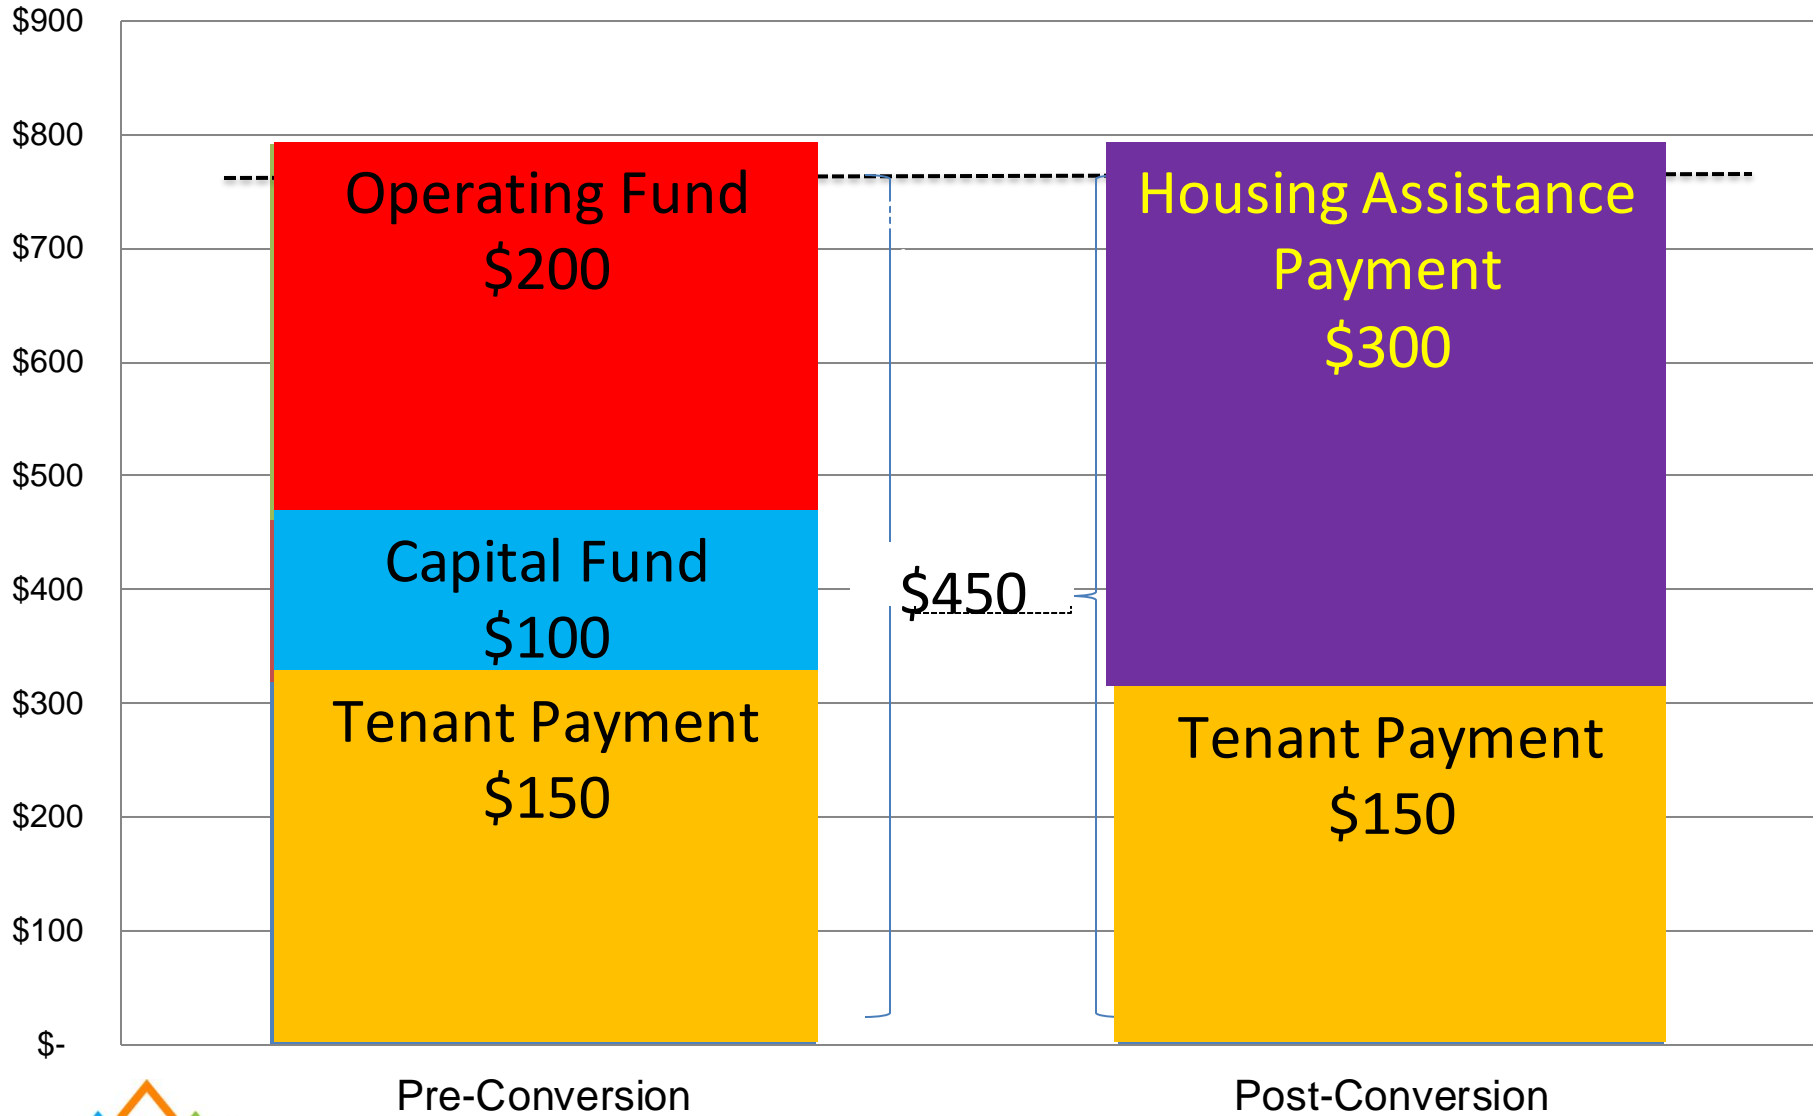 $900
$800
$700
$600
$500
$400
$300
$200
$100
$-
Operating Fund
$200
Capital Fund
$100
Tenant Payment
$150
$450
Housing Assistance
Payment
$300
Tenant Payment
$150
Pre-Conversion
Post-Conversion